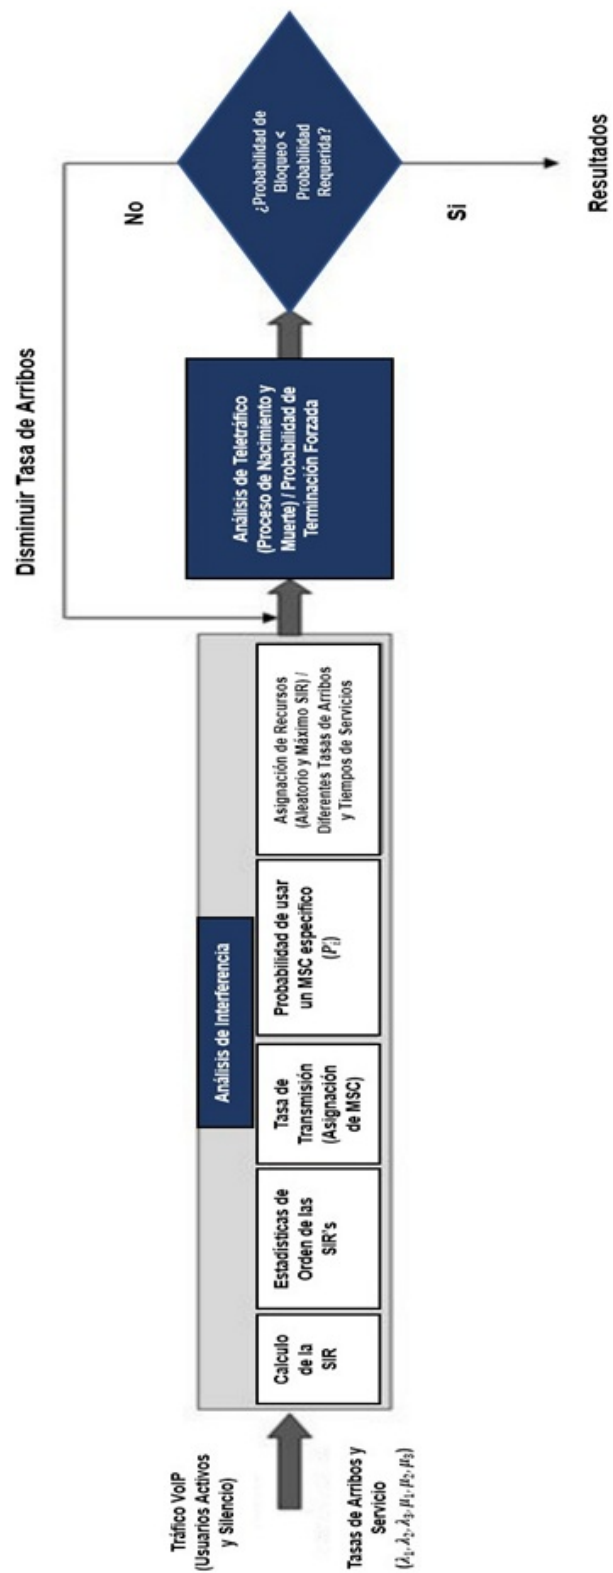 Tráfico VoIP
(Usuarios Activos
y Silencio)
Tasas de Arribos y
Servicio
(λ₁, λ₂, λ₃, μ₁, μ₂, μ₃)
Análisis de Interferencia
Calculo
de la
SIR
Estadísticas de
Orden de las
SIR's
Tasa de
Transmisión
(Asignación
de MSC)
Probabilidad de usar
un MSC especifico
(P'ᵢ)
Asignación de Recursos
(Aleatorio y Máximo SIR) /
Diferentes Tasas de Arribos
y Tiempos de Servicios
Disminuir Tasa de Arribos
Análisis de Teletráfico
(Proceso de Nacimiento y
Muerte) / Probabilidad de
Terminación Forzada
No
¿Probabilidad de
Bloqueo <
Probabilidad
Requerida?
Si
Resultados